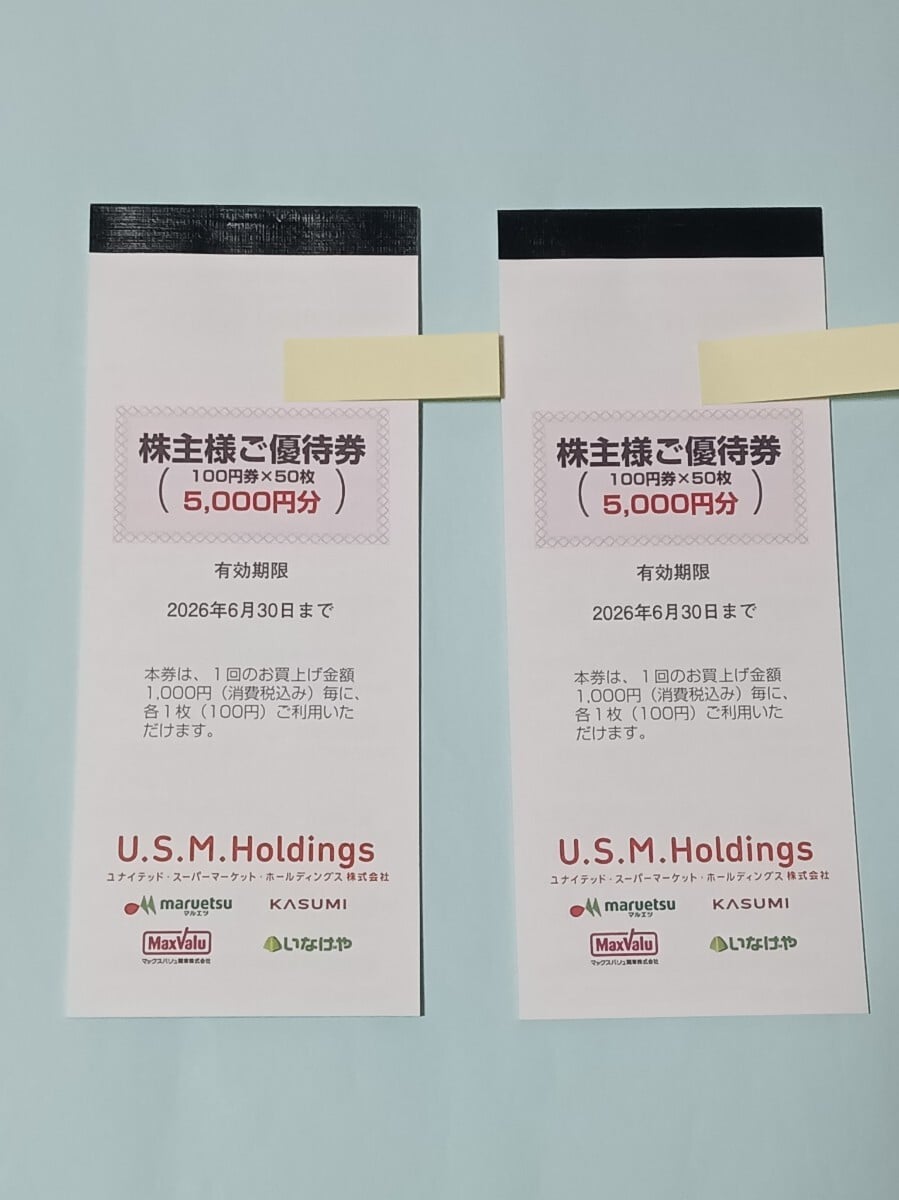 株主様ご優待券
100円券×50枚
( 5,000円分 )
有効期限
2026年6月30日まで
本券は、1回のお買上げ金額
1,000円（消費税込み）毎に、
各1枚（100円）ご利用いた
だけます。
U.S.M.Holdings
ユナイテッド・スーパーマーケット・ホールディングス 株式会社
maruetsu
マルエツ
KASUMI
MaxValu
マックスバリュ関東株式会社
いなげや
株主様ご優待券
100円券×50枚
( 5,000円分 )
有効期限
2026年6月30日まで
本券は、1回のお買上げ金額
1,000円（消費税込み）毎に、
各1枚（100円）ご利用いた
だけます。
U.S.M.Holdings
ユナイテッド・スーパーマーケット・ホールディングス 株式会社
maruetsu
マルエツ
KASUMI
MaxValu
マックスバリュ関東株式会社
いなげや